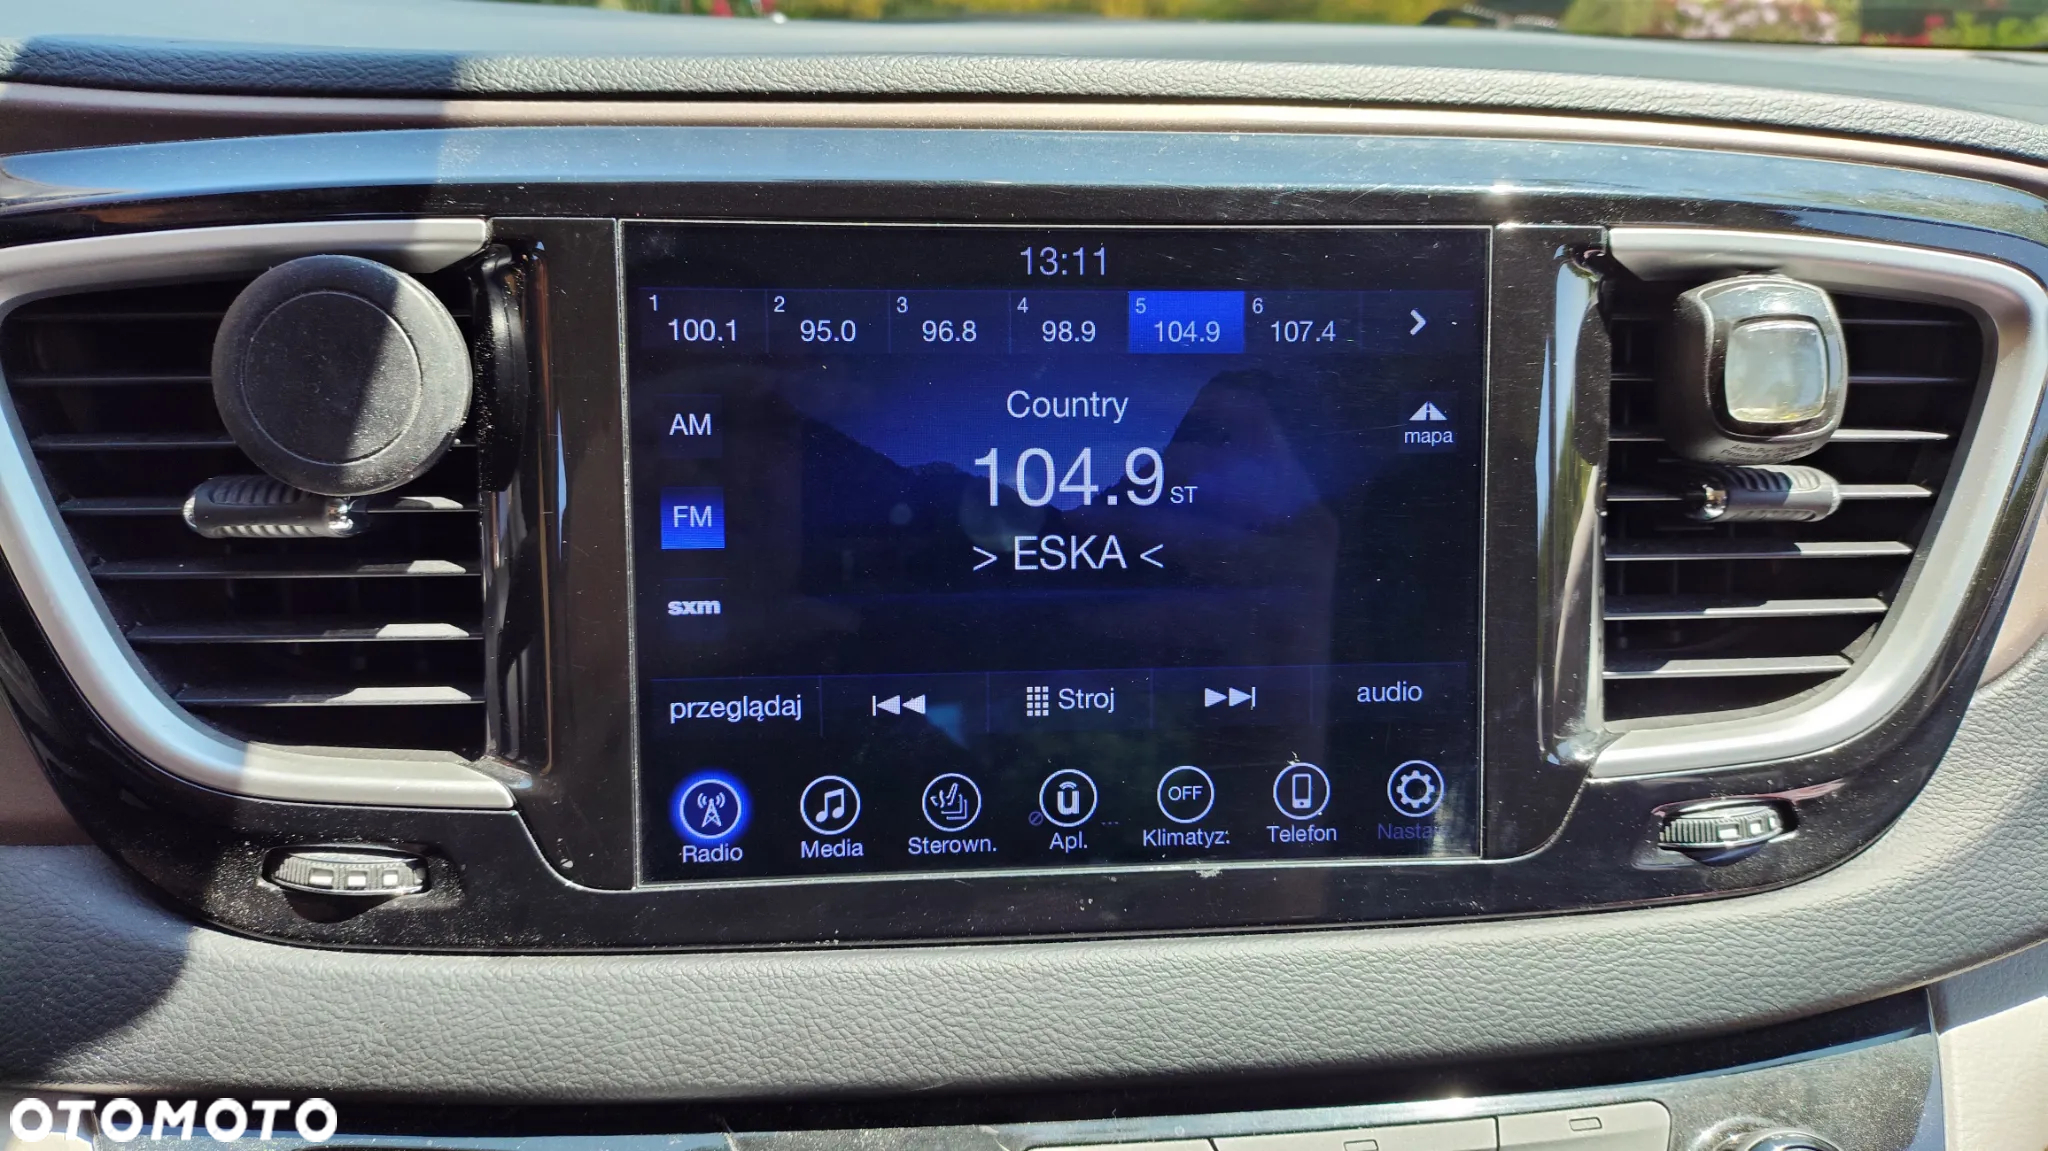 13:11
1 100.1 2 95.0 3 96.8 4 98.9 5 104.9 6 107.4
Country
AM
mapa
104.9 ST
FM
> ESKA <
sxm
przeglądaj Stroj audio
OFF
Radio Media Sterown. Apl. Klimatyz. Telefon
OTOMOTO